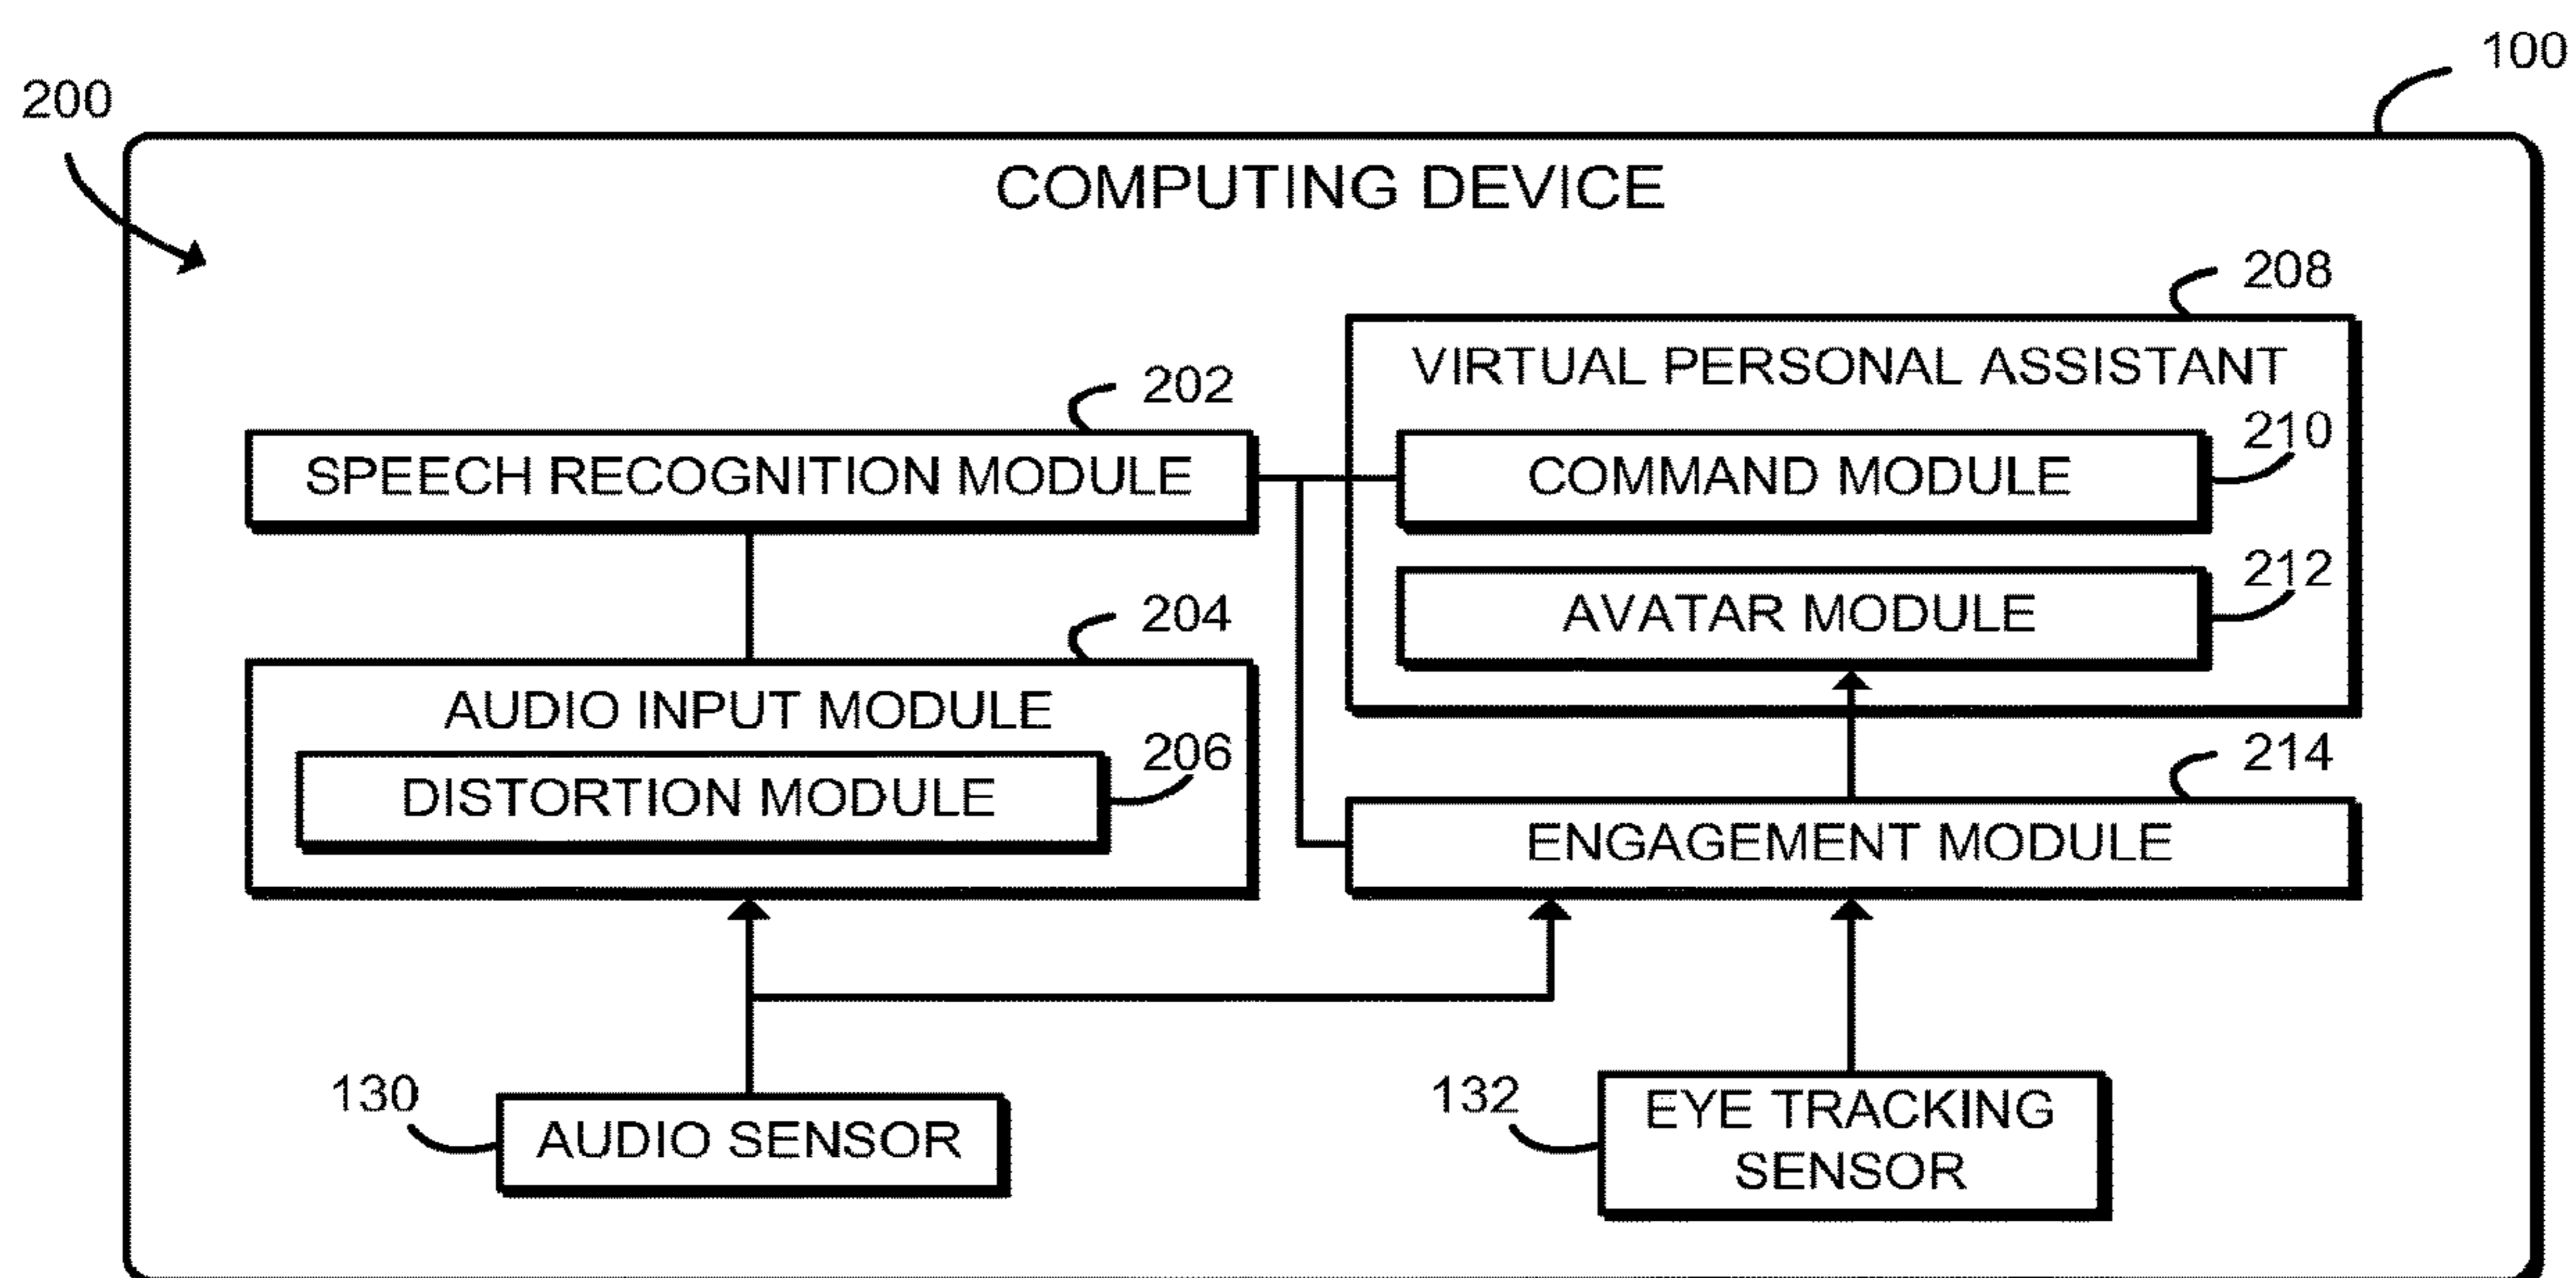 100
200
COMPUTING DEVICE
208
VIRTUAL PERSONAL ASSISTANT
202
SPEECH RECOGNITION MODULE
210
COMMAND MODULE
212
AVATAR MODULE
204
AUDIO INPUT MODULE
206
DISTORTION MODULE
214
ENGAGEMENT MODULE
130
AUDIO SENSOR
132
EYE TRACKING
SENSOR